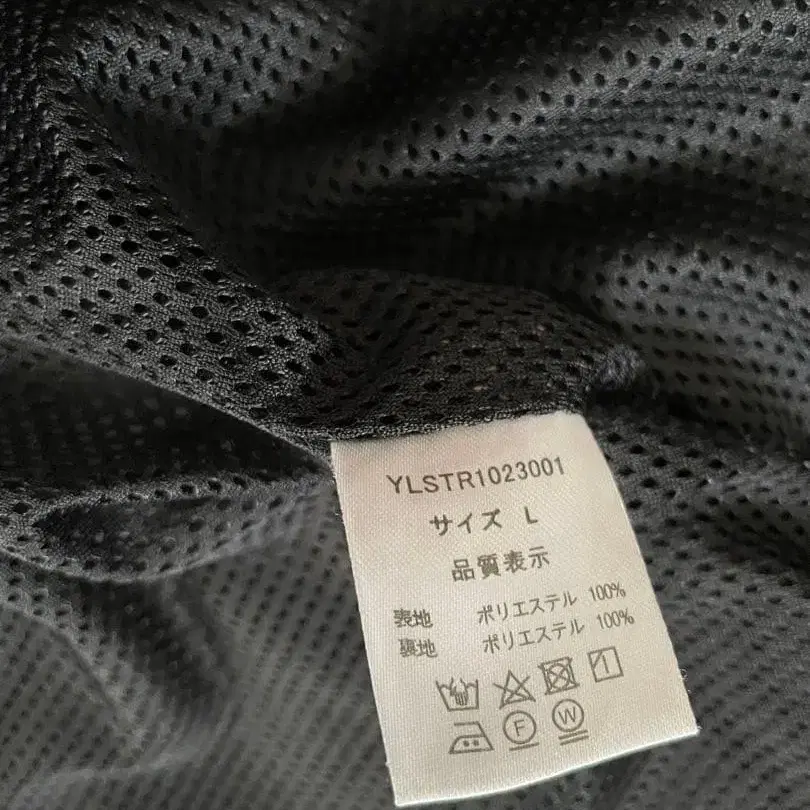 YLSTR1023001
サイズ L
品質表示
表地 ポリエステル 100%
裏地 ポリエステル 100%
F W